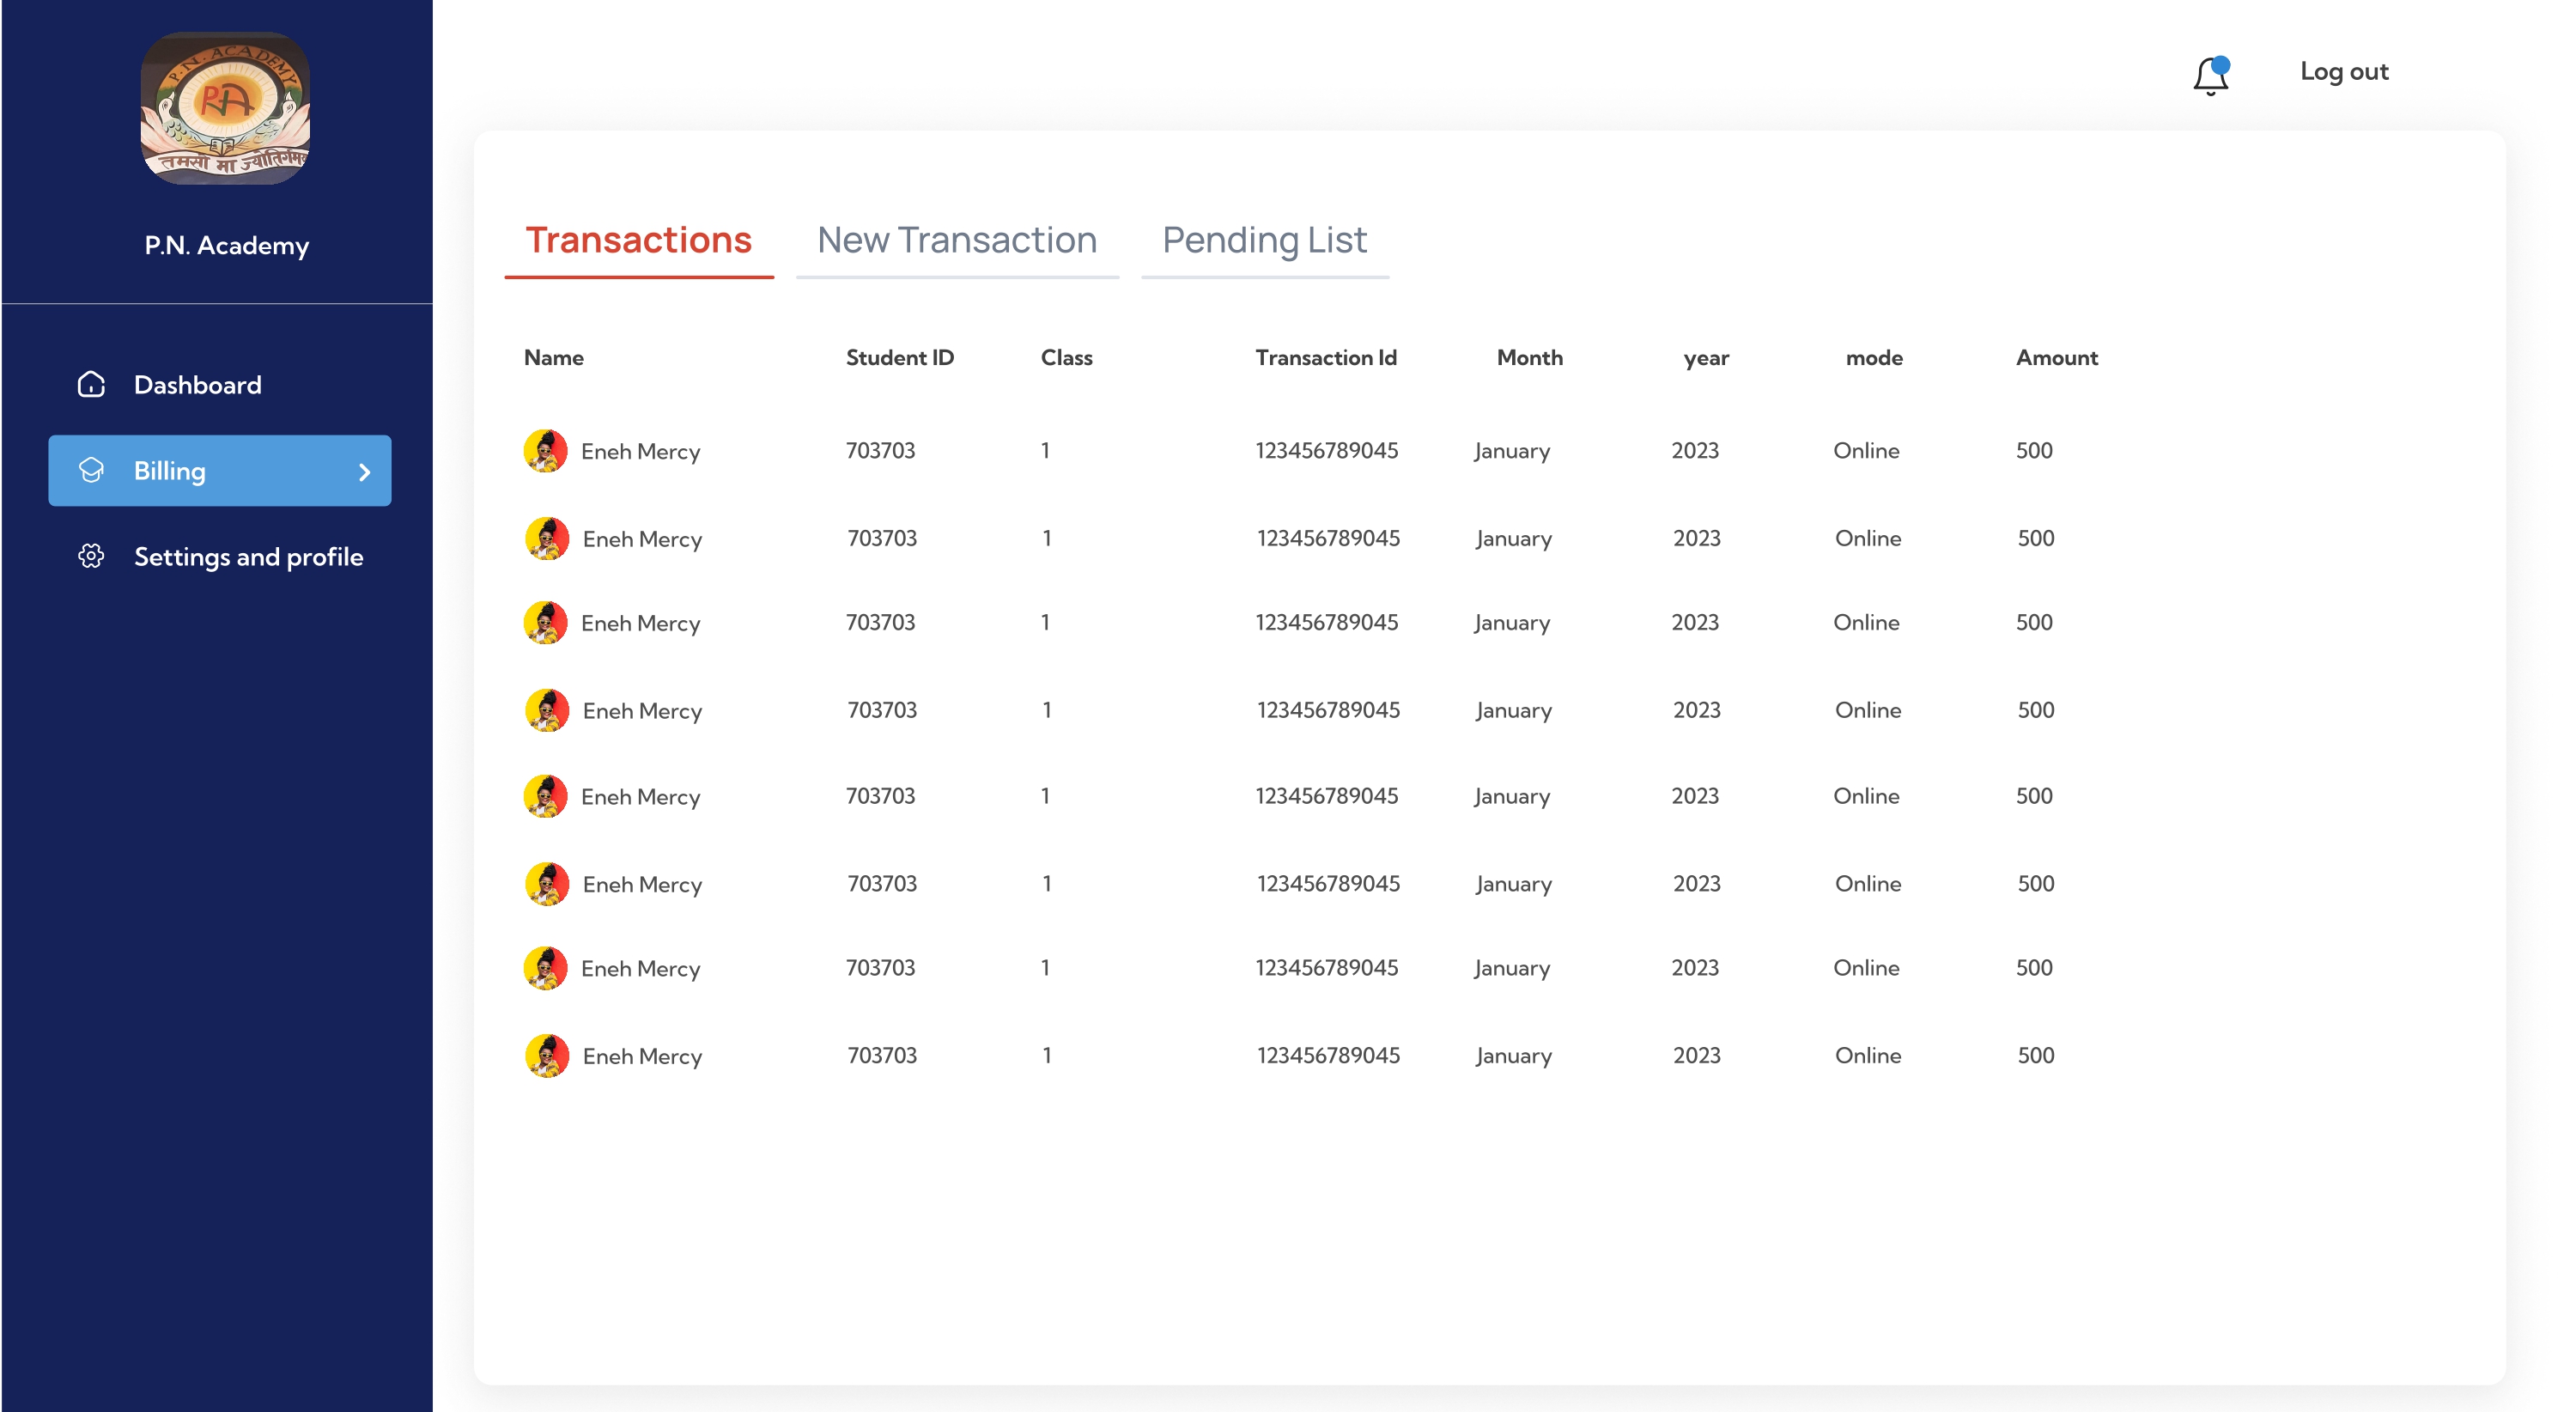 P.N. ACADEMY
PA
तमसो मा ज्योतिर्गमय
P.N. Academy
Dashboard
Billing
Settings and profile
Log out
Transactions New Transaction Pending List
Name Student ID Class Transaction Id Month year mode Amount
Eneh Mercy 703703 1 123456789045 January 2023 Online 500
Eneh Mercy 703703 1 123456789045 January 2023 Online 500
Eneh Mercy 703703 1 123456789045 January 2023 Online 500
Eneh Mercy 703703 1 123456789045 January 2023 Online 500
Eneh Mercy 703703 1 123456789045 January 2023 Online 500
Eneh Mercy 703703 1 123456789045 January 2023 Online 500
Eneh Mercy 703703 1 123456789045 January 2023 Online 500
Eneh Mercy 703703 1 123456789045 January 2023 Online 500